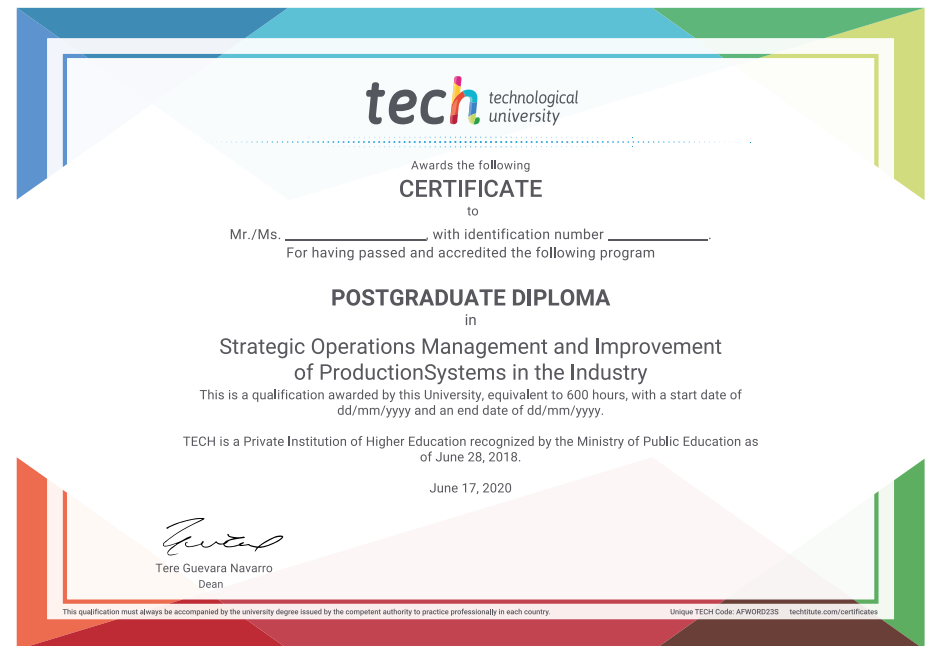 tech technological
university
Awards the following
CERTIFICATE
to
Mr./Ms. ____________________, with identification number ______________.
For having passed and accredited the following program
POSTGRADUATE DIPLOMA
in
Strategic Operations Management and Improvement
of ProductionSystems in the Industry
This is a qualification awarded by this University, equivalent to 600 hours, with a start date of
dd/mm/yyyy and an end date of dd/mm/yyyy.
TECH is a Private Institution of Higher Education recognized by the Ministry of Public Education as
of June 28, 2018.
June 17, 2020
Tere Guevara Navarro
Dean
This qualification must always be accompanied by the university degree issued by the competent authority to practice professionally in each country.
Unique TECH Code: AFWORD23S techtitute.com/certificates